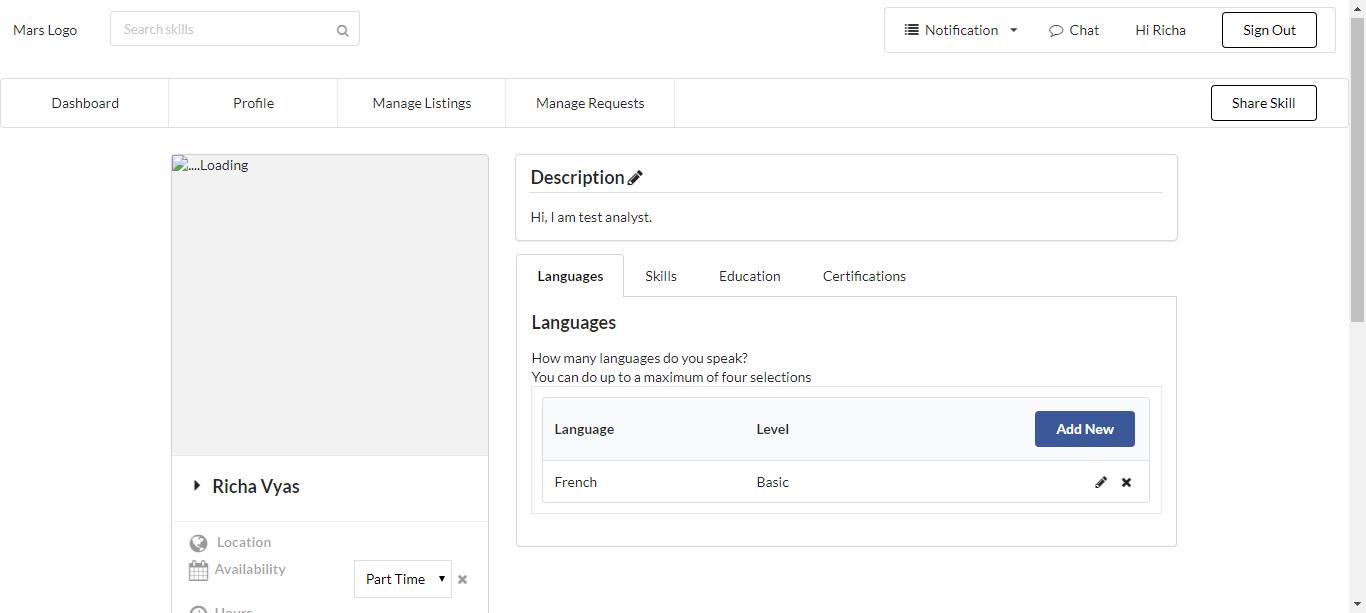 Mars Logo
Search skills
Notification
Chat
Hi Richa
Sign Out
Dashboard
Profile
Manage Listings
Manage Requests
Share Skill
....Loading
Richa Vyas
Location
Availability
Part Time
Hours
Description
Hi, I am test analyst.
Languages
Skills
Education
Certifications
Languages
How many languages do you speak?
You can do up to a maximum of four selections
Language
Level
Add New
French
Basic